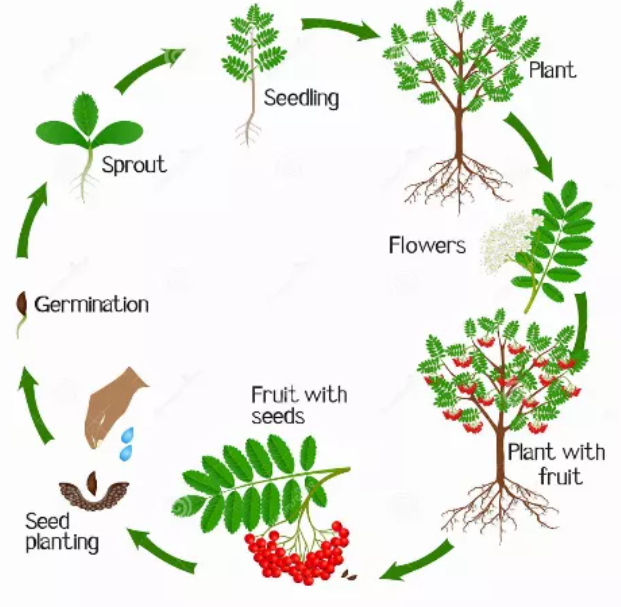 Seedling
Plant
Sprout
Flowers
Germination
Fruit with
seeds
Plant with
fruit
Seed
planting